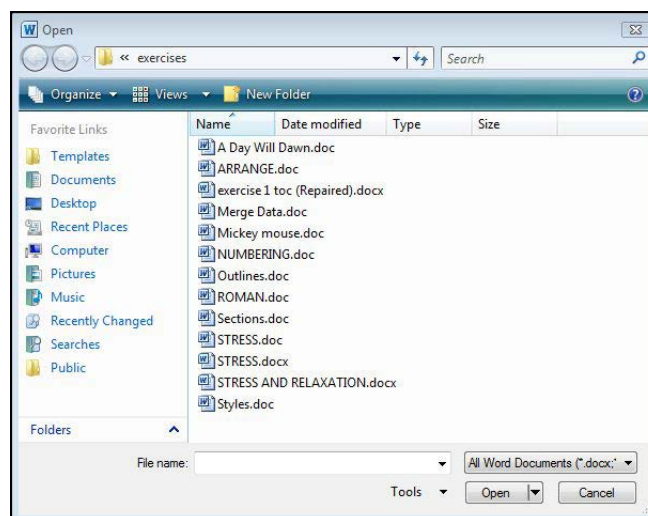 Open
« exercises
Search
Organize
Views
New Folder
Favorite Links
Templates
Documents
Desktop
Recent Places
Computer
Pictures
Music
Recently Changed
Searches
Public
Folders
Name Date modified Type Size
A Day Will Dawn.doc
ARRANGE.doc
exercise 1 toc (Repaired).docx
Merge Data.doc
Mickey mouse.doc
NUMBERING.doc
Outlines.doc
ROMAN.doc
Sections.doc
STRESS.doc
STRESS.docx
STRESS AND RELAXATION.docx
Styles.doc
File name:
All Word Documents (*.docx;*
Tools
Open
Cancel